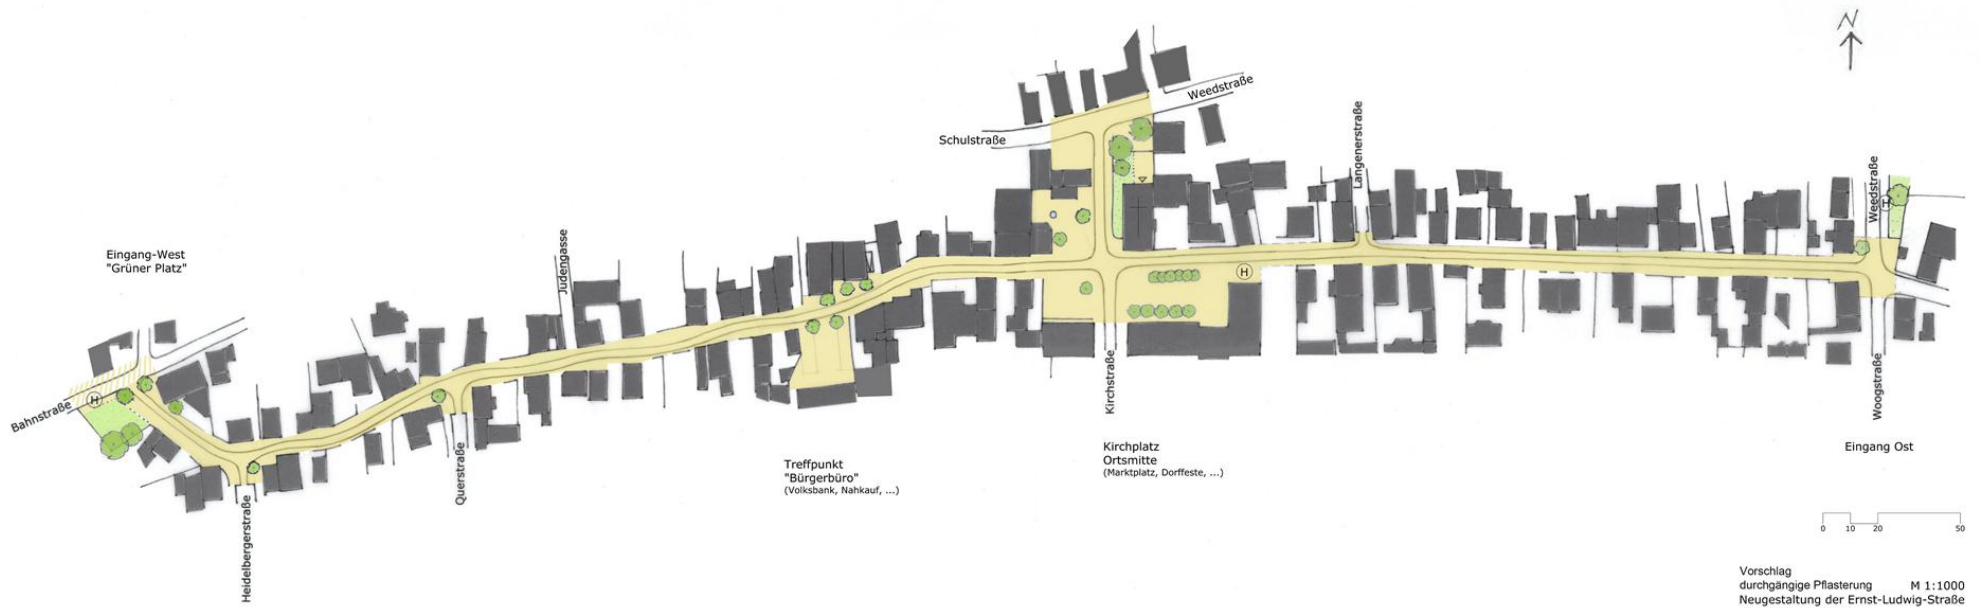 N
Weedstraße
Schulstraße
Langenerstraße
Weedstraße
H
Eingang-West
"Grüner Platz"
Judengasse
H
Bahnstraße
H
Kirchstraße
Woogstraße
Querstraße
Heidelbergerstraße
Treffpunkt
"Bürgerbüro"
(Volksbank, Nahkauf, ...)
Kirchplatz
Ortsmitte
(Marktplatz, Dorffeste, ...)
Eingang Ost
0 10 20 50
Vorschlag
durchgängige Pflasterung M 1:1000
Neugestaltung der Ernst-Ludwig-Straße